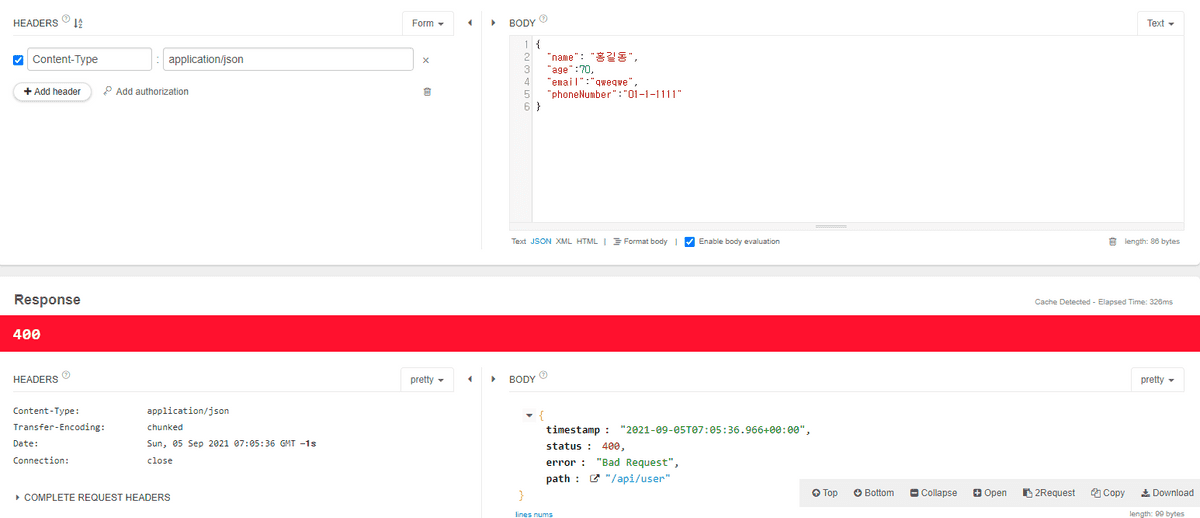 HEADERS ? Form
Content-Type : application/json x
+ Add header Add authorization
BODY ? Text
1 {
2 "name": "홍길동",
3 "age":70,
4 "email":"qweqwe",
5 "phoneNumber":"01-1-1111"
6 }
Text JSON XML HTML | Format body | Enable body evaluation length: 86 bytes
Response Cache Detected - Elapsed Time: 326ms
400
HEADERS ? pretty
Content-Type: application/json
Transfer-Encoding: chunked
Date: Sun, 05 Sep 2021 07:05:36 GMT -1s
Connection: close
COMPLETE REQUEST HEADERS
BODY ? pretty
{
timestamp : "2021-09-05T07:05:36.966+00:00",
status : 400,
error : "Bad Request",
path : "/api/user"
}
Top Bottom Collapse Open 2Request Copy Download
lines nums length: 99 bytes